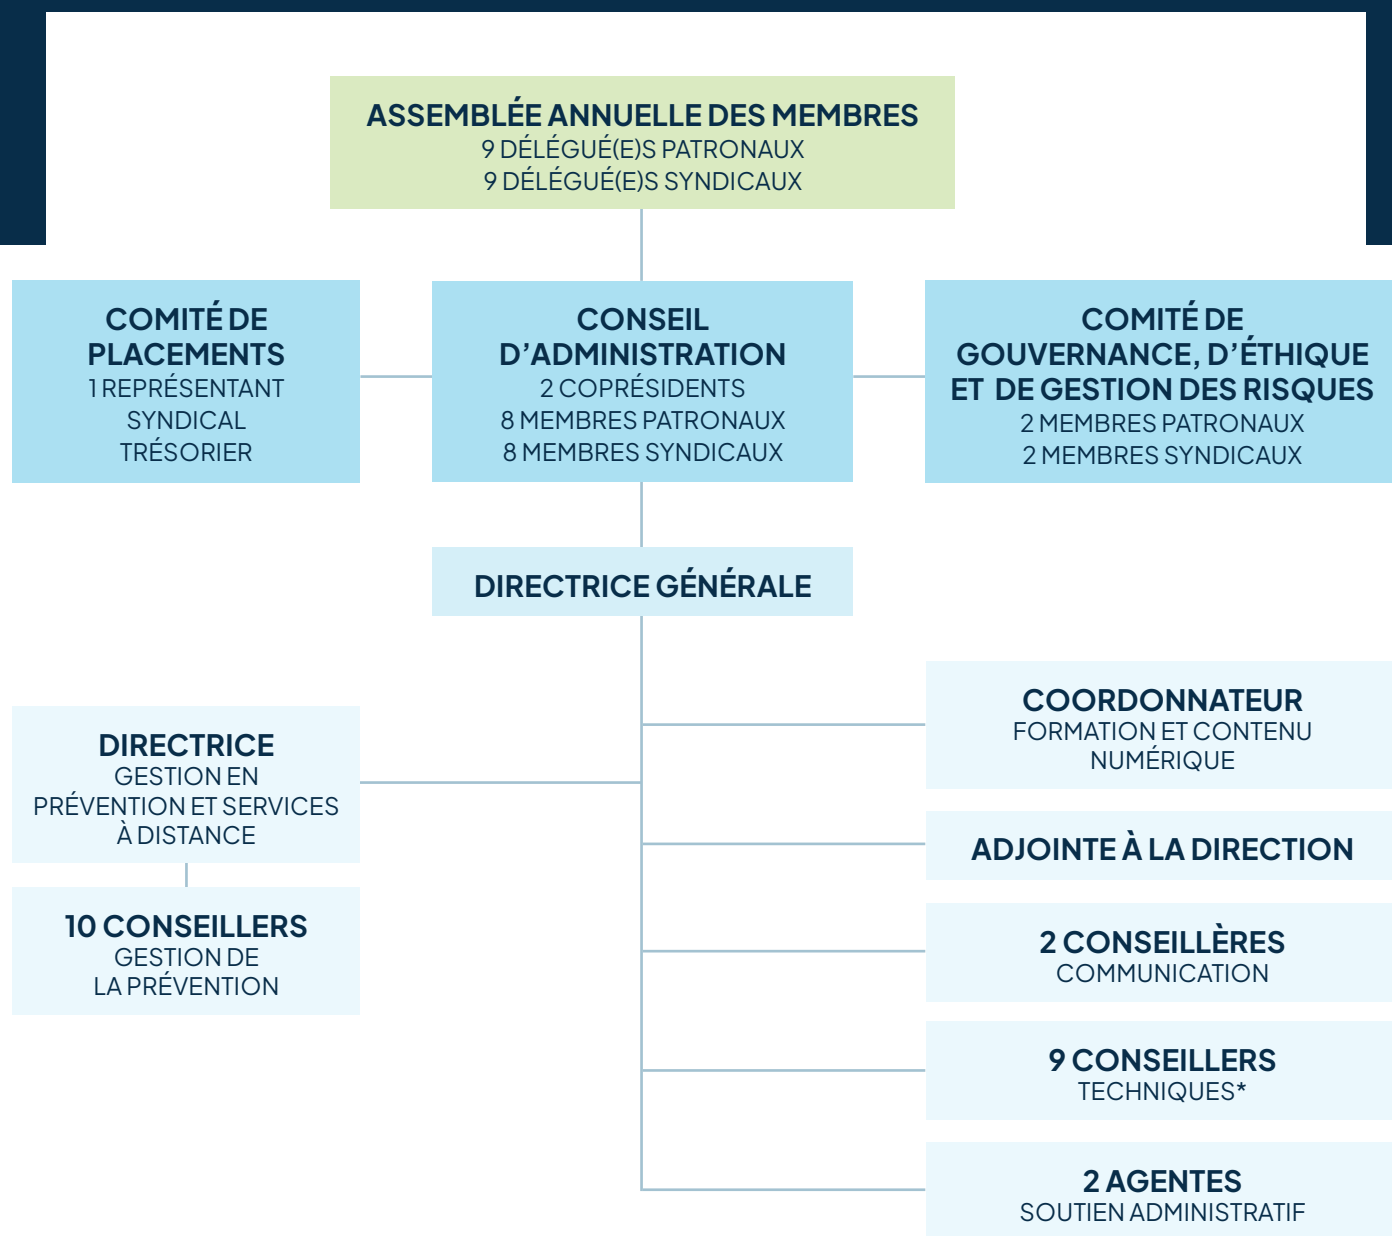 ASSEMBLÉE ANNUELLE DES MEMBRES
9 DÉLÉGUÉ(E)S PATRONAUX
9 DÉLÉGUÉ(E)S SYNDICAUX
COMITÉ DE
PLACEMENTS
1 REPRÉSENTANT
SYNDICAL
TRÉSORIER
CONSEIL
D’ADMINISTRATION
2 COPRÉSIDENTS
8 MEMBRES PATRONAUX
8 MEMBRES SYNDICAUX
COMITÉ DE
GOUVERNANCE, D’ÉTHIQUE
ET DE GESTION DES RISQUES
2 MEMBRES PATRONAUX
2 MEMBRES SYNDICAUX
DIRECTRICE GÉNÉRALE
DIRECTRICE
GESTION EN
PRÉVENTION ET SERVICES
À DISTANCE
10 CONSEILLERS
GESTION DE
LA PRÉVENTION
COORDONNATEUR
FORMATION ET CONTENU
NUMÉRIQUE
ADJOINTE À LA DIRECTION
2 CONSEILLÈRES
COMMUNICATION
9 CONSEILLERS
TECHNIQUES*
2 AGENTES
SOUTIEN ADMINISTRATIF